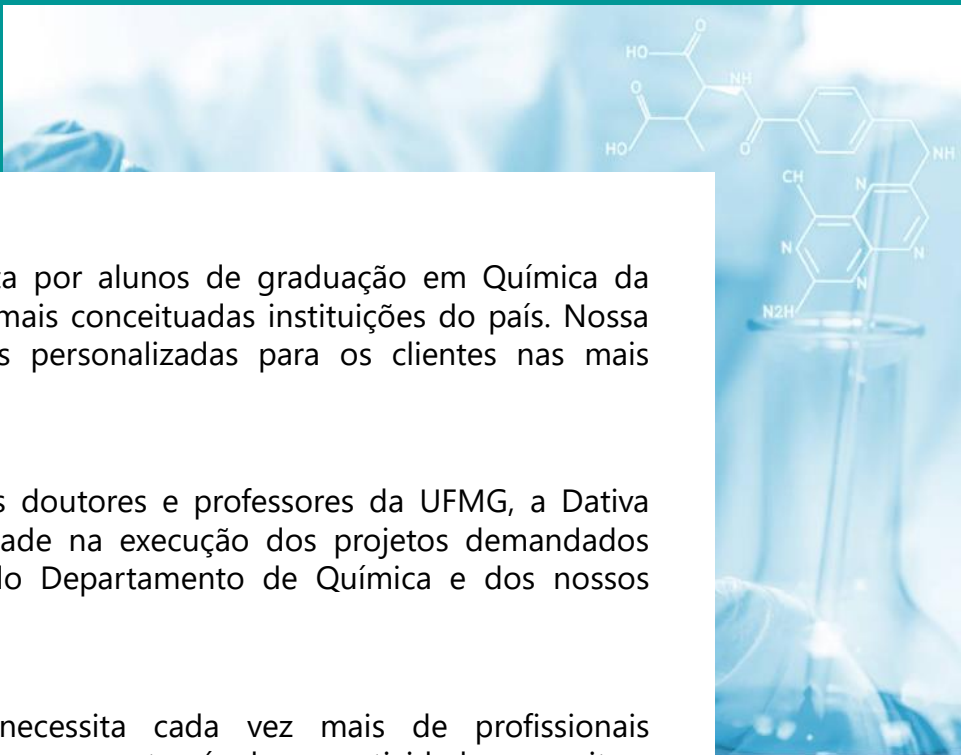 HO
O
NH
O
HO
O
NH
CH
N
N
N
N
N2H
por alunos de graduação em Química da
mais conceituadas instituições do país. Nossa
personalizadas para os clientes nas mais
doutores e professores da UFMG, a Dativa
na execução dos projetos demandados
Departamento de Química e dos nossos
necessita cada vez mais de profissionais